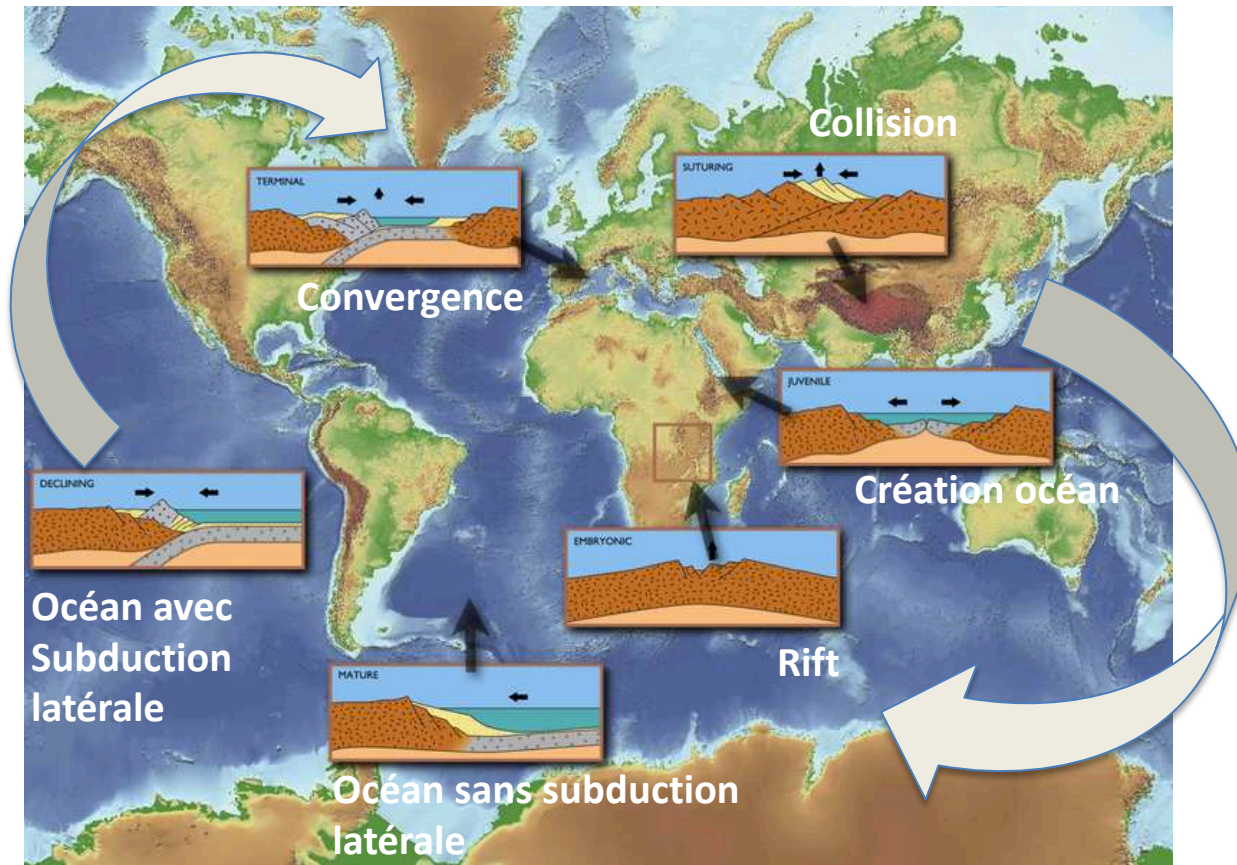 Collision
TERMINAL
SUTURING
Convergence
JUVENILE
DECLINING
Création océan
EMBRYONIC
Océan avec
Subduction
latérale
Rift
MATURE
Océan sans subduction
latérale